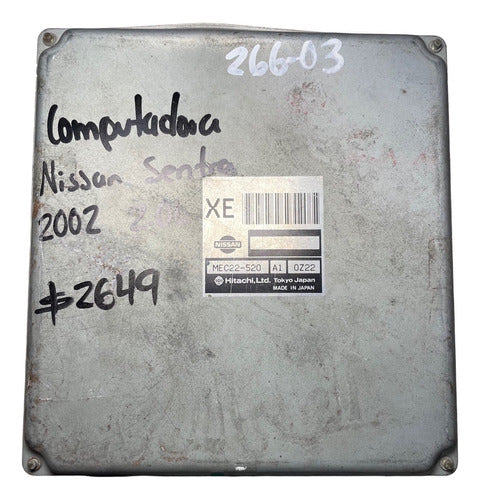 266-03
Computadora
Nissan Sentra
2002
$2649
XE
NISSAN
MEC22-520 A1 0Z22
Hitachi, Ltd. Tokyo Japan
MADE IN JAPAN